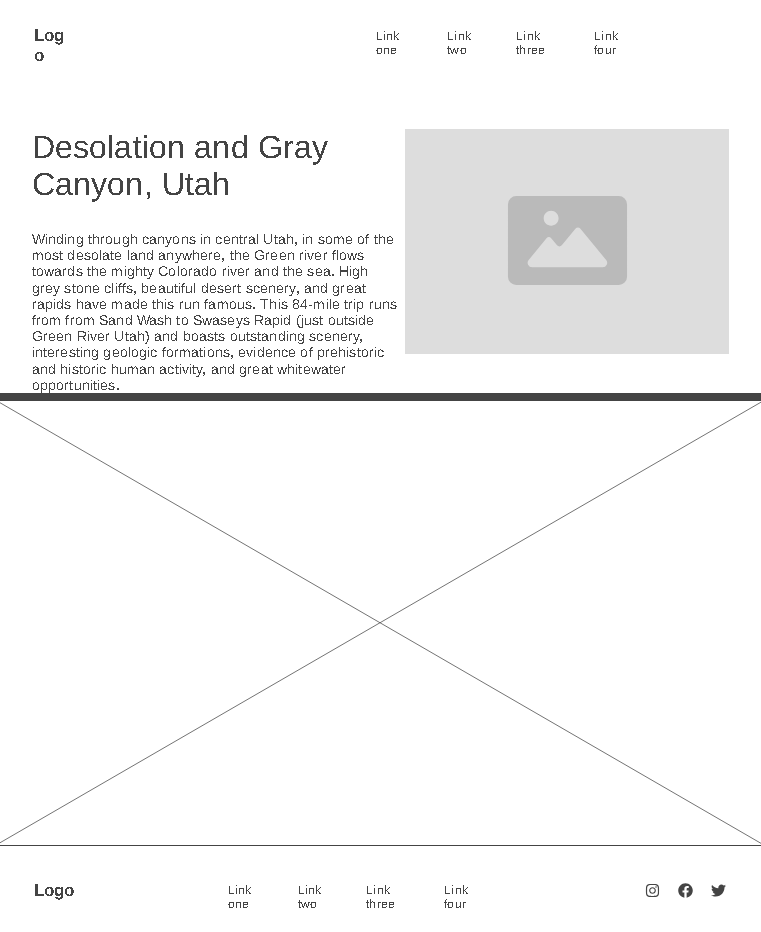 Log
o
Link
one
Link
two
Link
three
Link
four
Desolation and Gray
Canyon, Utah
Winding through canyons in central Utah, in some of the
most desolate land anywhere, the Green river flows
towards the mighty Colorado river and the sea. High
grey stone cliffs, beautiful desert scenery, and great
rapids have made this run famous. This 84-mile trip runs
from from Sand Wash to Swaseys Rapid (just outside
Green River Utah) and boasts outstanding scenery,
interesting geologic formations, evidence of prehistoric
and historic human activity, and great whitewater
opportunities.
Logo
Link
one
Link
two
Link
three
Link
four